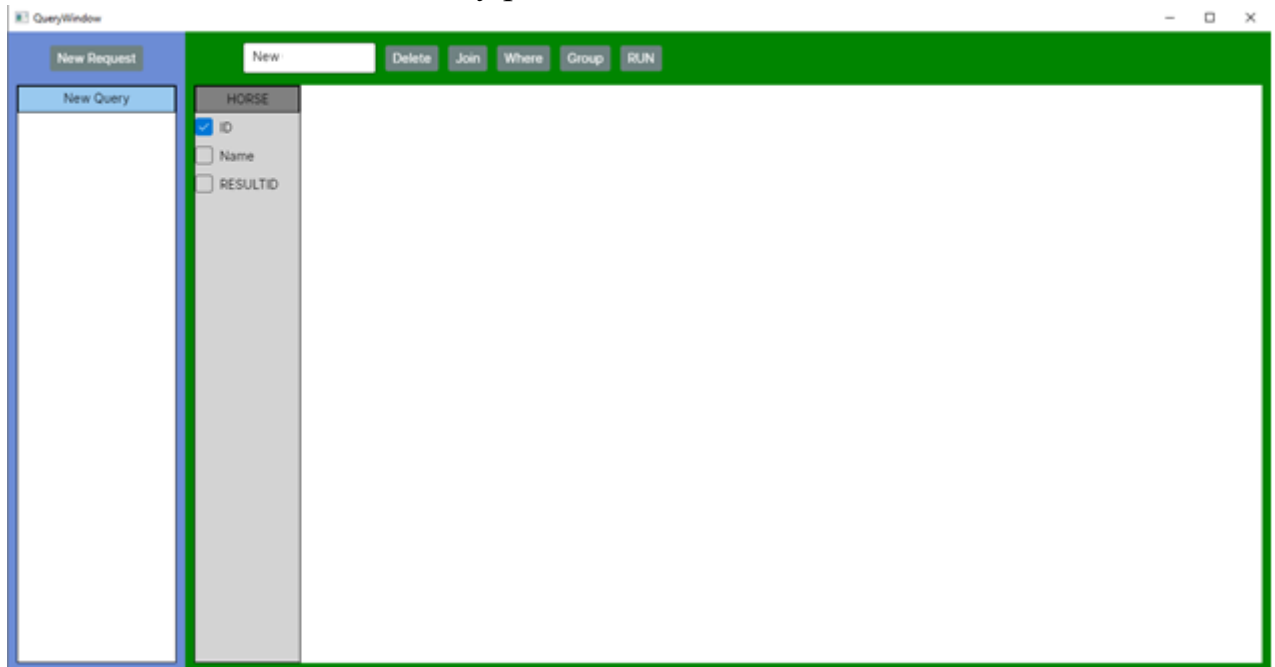 QueryWindow
New Request
New Delete Join Where Group RUN
New Query
HORSE
ID
Name
RESULTID